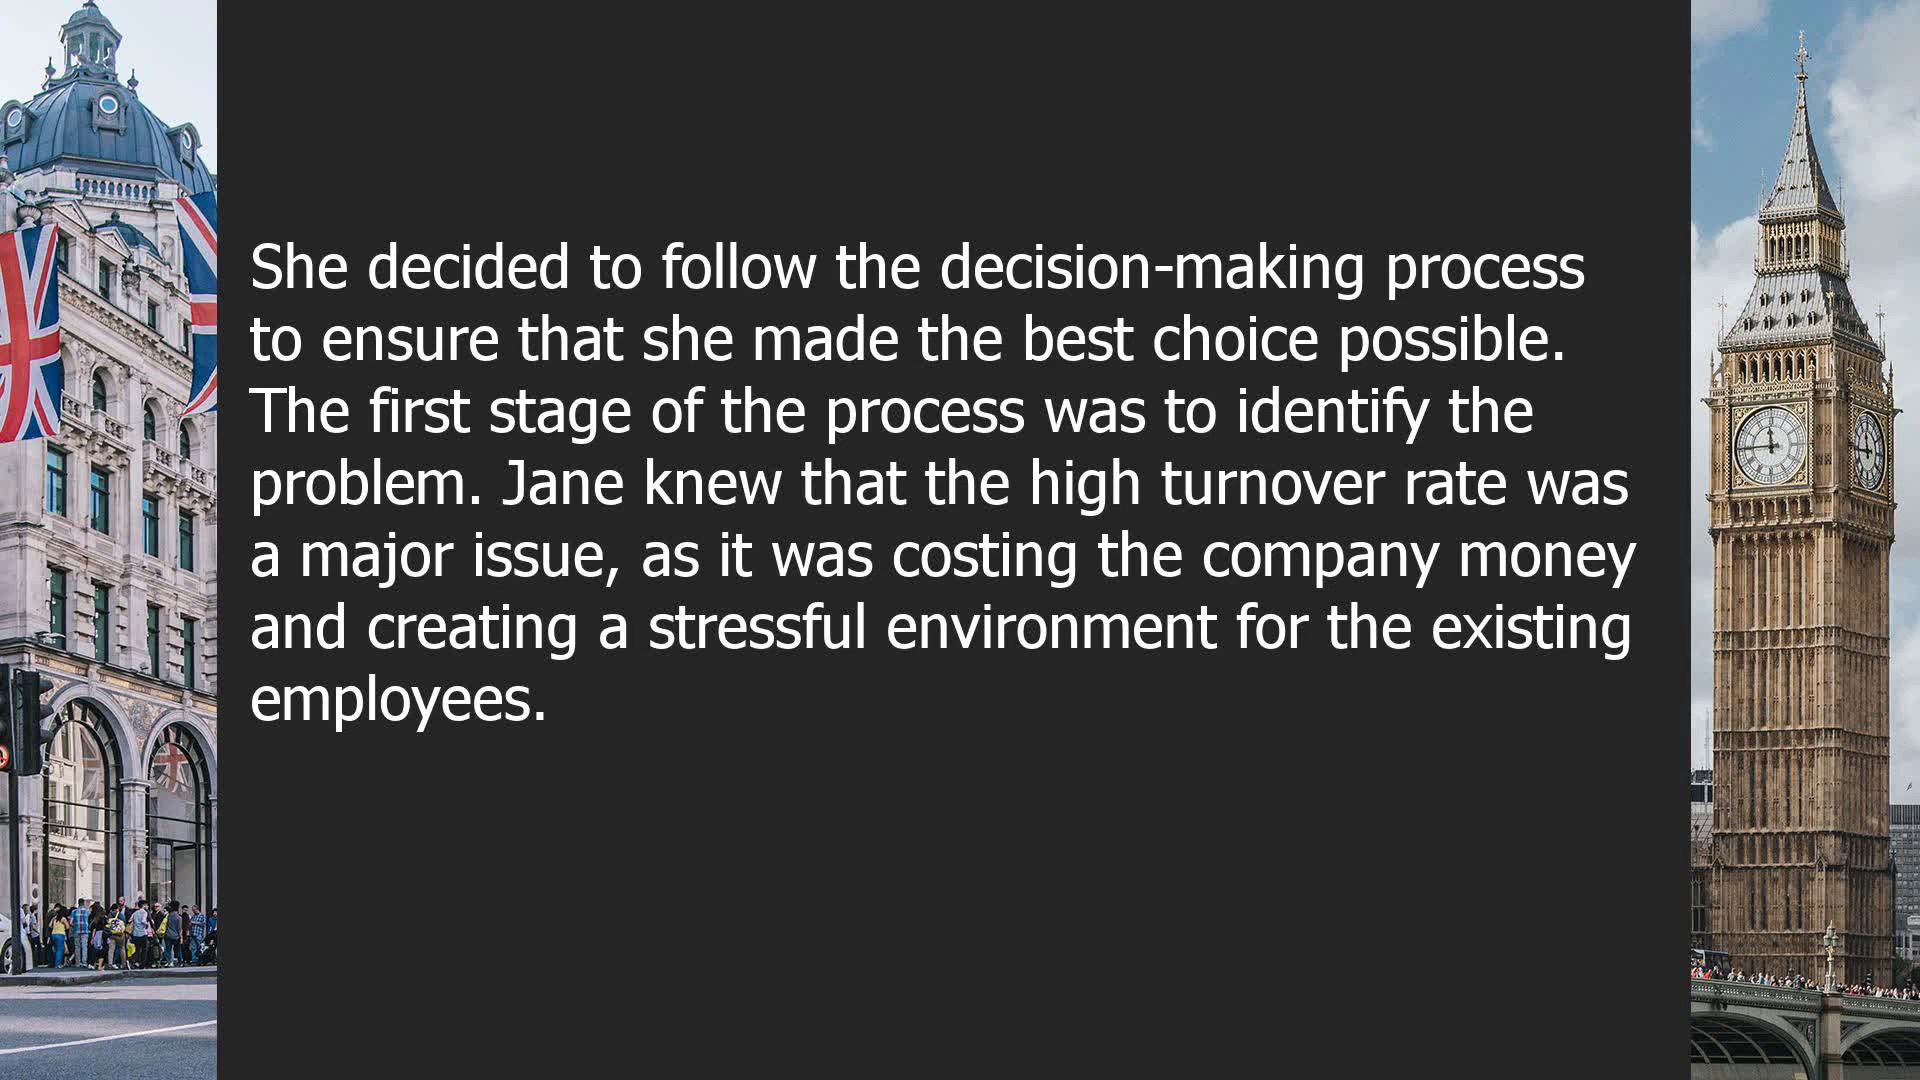 She decided to follow the decision-making process
to ensure that she made the best choice possible.
The first stage of the process was to identify the
problem. Jane knew that the high turnover rate was
a major issue, as it was costing the company money
and creating a stressful environment for the existing
employees.